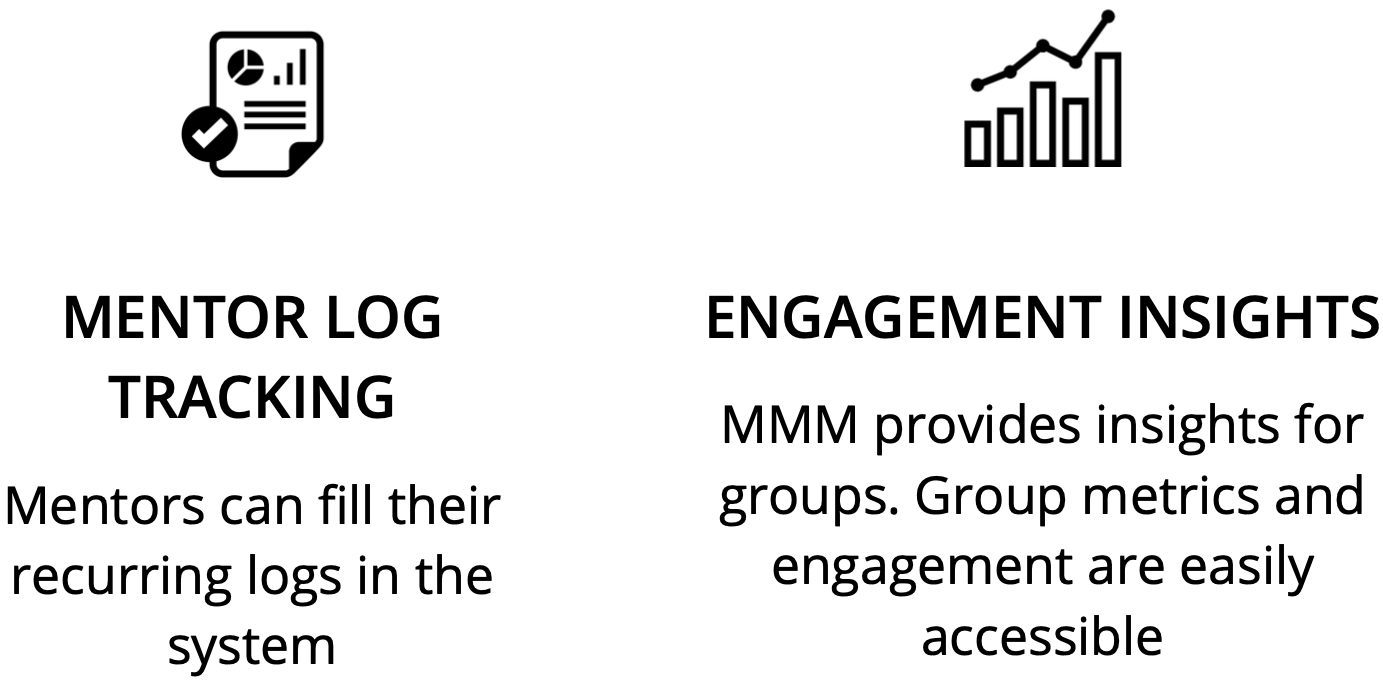 MENTOR LOG
TRACKING
Mentors can fill their
recurring logs in the
system
ENGAGEMENT INSIGHTS
MMM provides insights for
groups. Group metrics and
engagement are easily
accessible